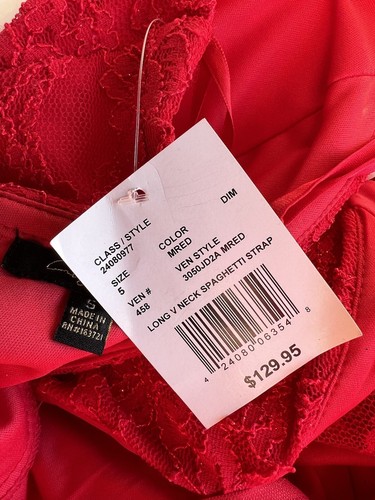 CLASS / STYLE
24080977
COLOR
MRED
DIM
SIZE
5
VEN STYLE
3050JD2A MRED
VEN #
458
LONG V NECK SPAGHETTI STRAP
4 24080 06354 8
$129.95
5
MADE IN
CHINA
RN#163721